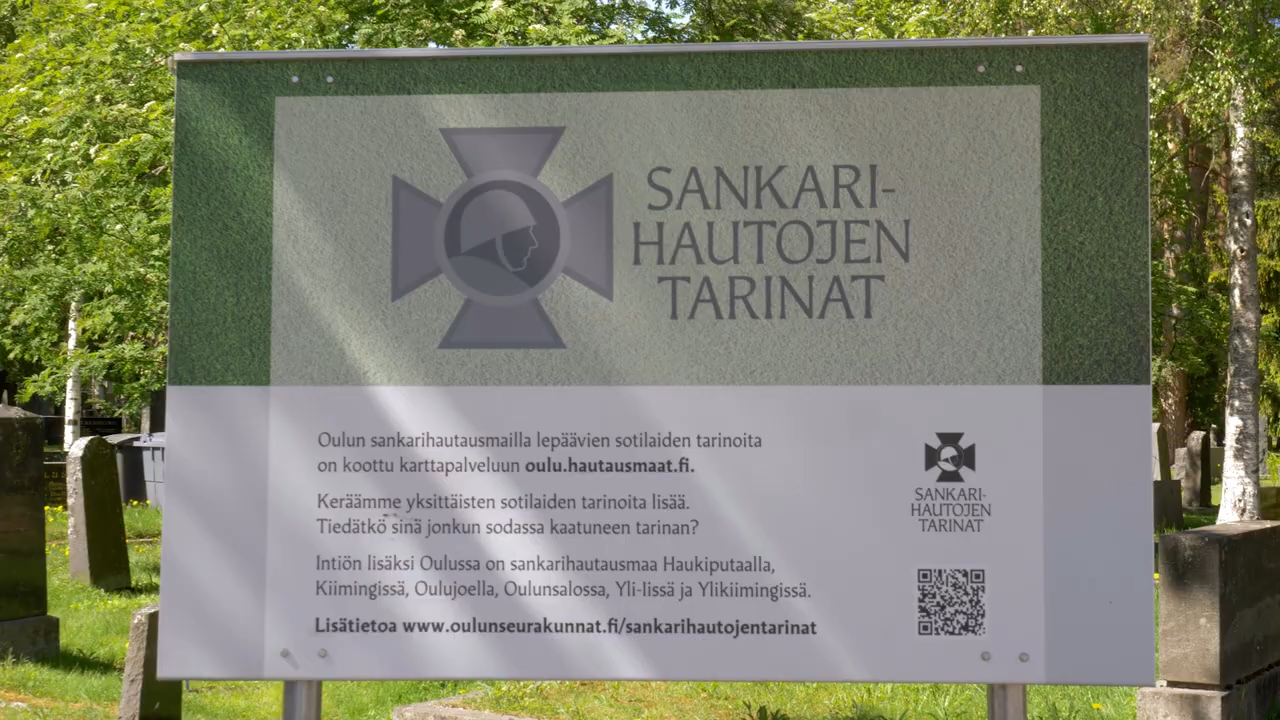 SANKARI-
HAUTOJEN
TARINAT
Oulun sankarihautausmailla lepäävien sotilaiden tarinoita
on koottu karttapalveluun oulu.hautausmaat.fi.
Keräämme yksittäisten sotilaiden tarinoita lisää.
Tiedätkö sinä jonkun sodassa kaatuneen tarinan?
Intiön lisäksi Oulussa on sankarihautausmaa Haukiputaalla,
Kiimingissä, Oulujoella, Oulunsalossa, Yli-Iissä ja Ylikiimingissä.
Lisätietoa www.oulunseurakunnat.fi/sankarihautojentarinat
SANKARI-
HAUTOJEN
TARINAT